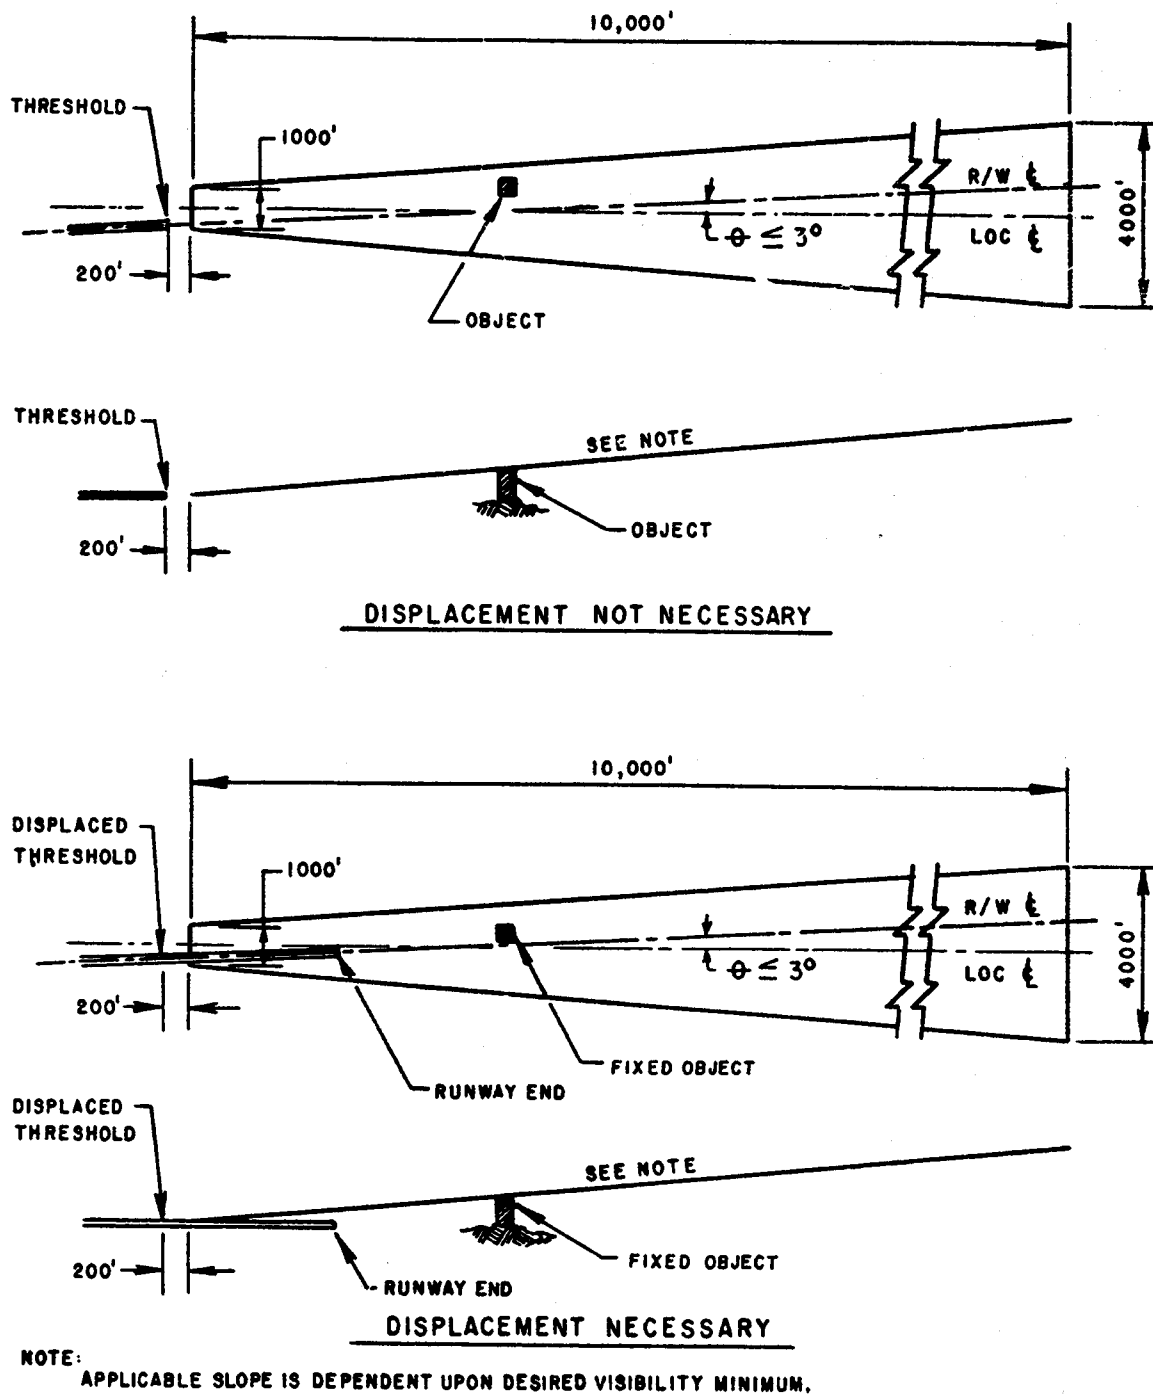 10,000'
THRESHOLD
1000'
R/W ℄
θ ≤ 3°
LOC ℄
4000'
200'
OBJECT
THRESHOLD
SEE NOTE
200'
OBJECT
DISPLACEMENT NOT NECESSARY
10,000'
DISPLACED
THRESHOLD
1000'
R/W ℄
θ ≤ 3°
LOC ℄
4000'
200'
FIXED OBJECT
RUNWAY END
DISPLACED
THRESHOLD
SEE NOTE
200'
FIXED OBJECT
RUNWAY END
DISPLACEMENT NECESSARY
NOTE:
APPLICABLE SLOPE IS DEPENDENT UPON DESIRED VISIBILITY MINIMUM.